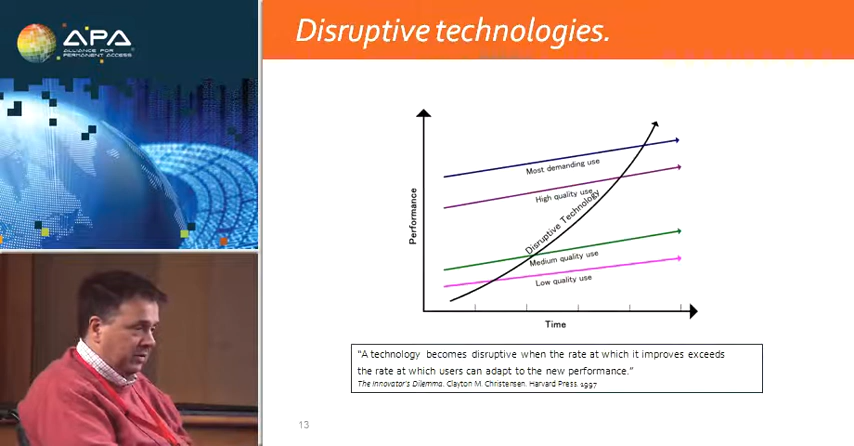 APA
ALLIANCE FOR
PERMANENT ACCESS
Disruptive technologies.
Performance
Most demanding use
High quality use
Disruptive Technology
Medium quality use
Low quality use
Time
"A technology becomes disruptive when the rate at which it improves exceeds
the rate at which users can adapt to the new performance."
The Innovator's Dilemma. Clayton M. Christensen. Harvard Press. 1997
13